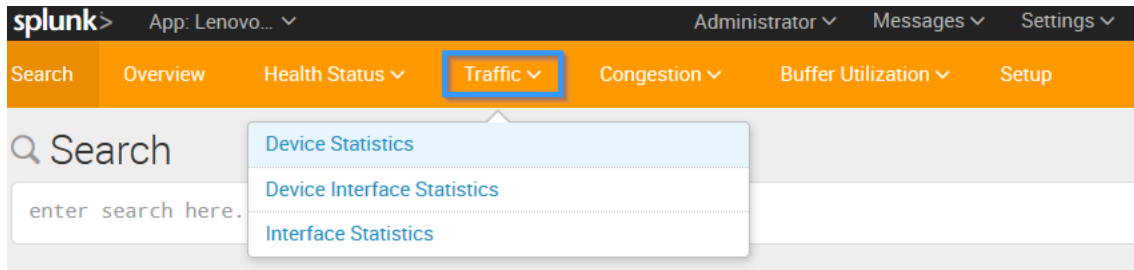 splunk> App: Lenovo... Administrator Messages Settings
Search Overview Health Status Traffic Congestion Buffer Utilization Setup
Search
Device Statistics
Device Interface Statistics
enter search here.
Interface Statistics